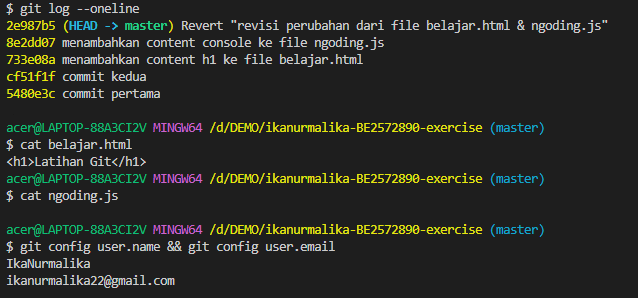 $ git log --oneline
2e987b5 (HEAD -> master) Revert "revisi perubahan dari file belajar.html & ngoding.js"
8e2dd07 menambahkan content console ke file ngoding.js
733e08a menambahkan content h1 ke file belajar.html
cf51f1f commit kedua
5480e3c commit pertama
acer@LAPTOP-88A3CI2V MINGW64 /d/DEMO/ikanurmalika-BE2572890-exercise (master)
$ cat belajar.html
<h1>Latihan Git</h1>
acer@LAPTOP-88A3CI2V MINGW64 /d/DEMO/ikanurmalika-BE2572890-exercise (master)
$ cat ngoding.js
acer@LAPTOP-88A3CI2V MINGW64 /d/DEMO/ikanurmalika-BE2572890-exercise (master)
$ git config user.name && git config user.email
IkaNurmalika
ikanurmalika22@gmail.com